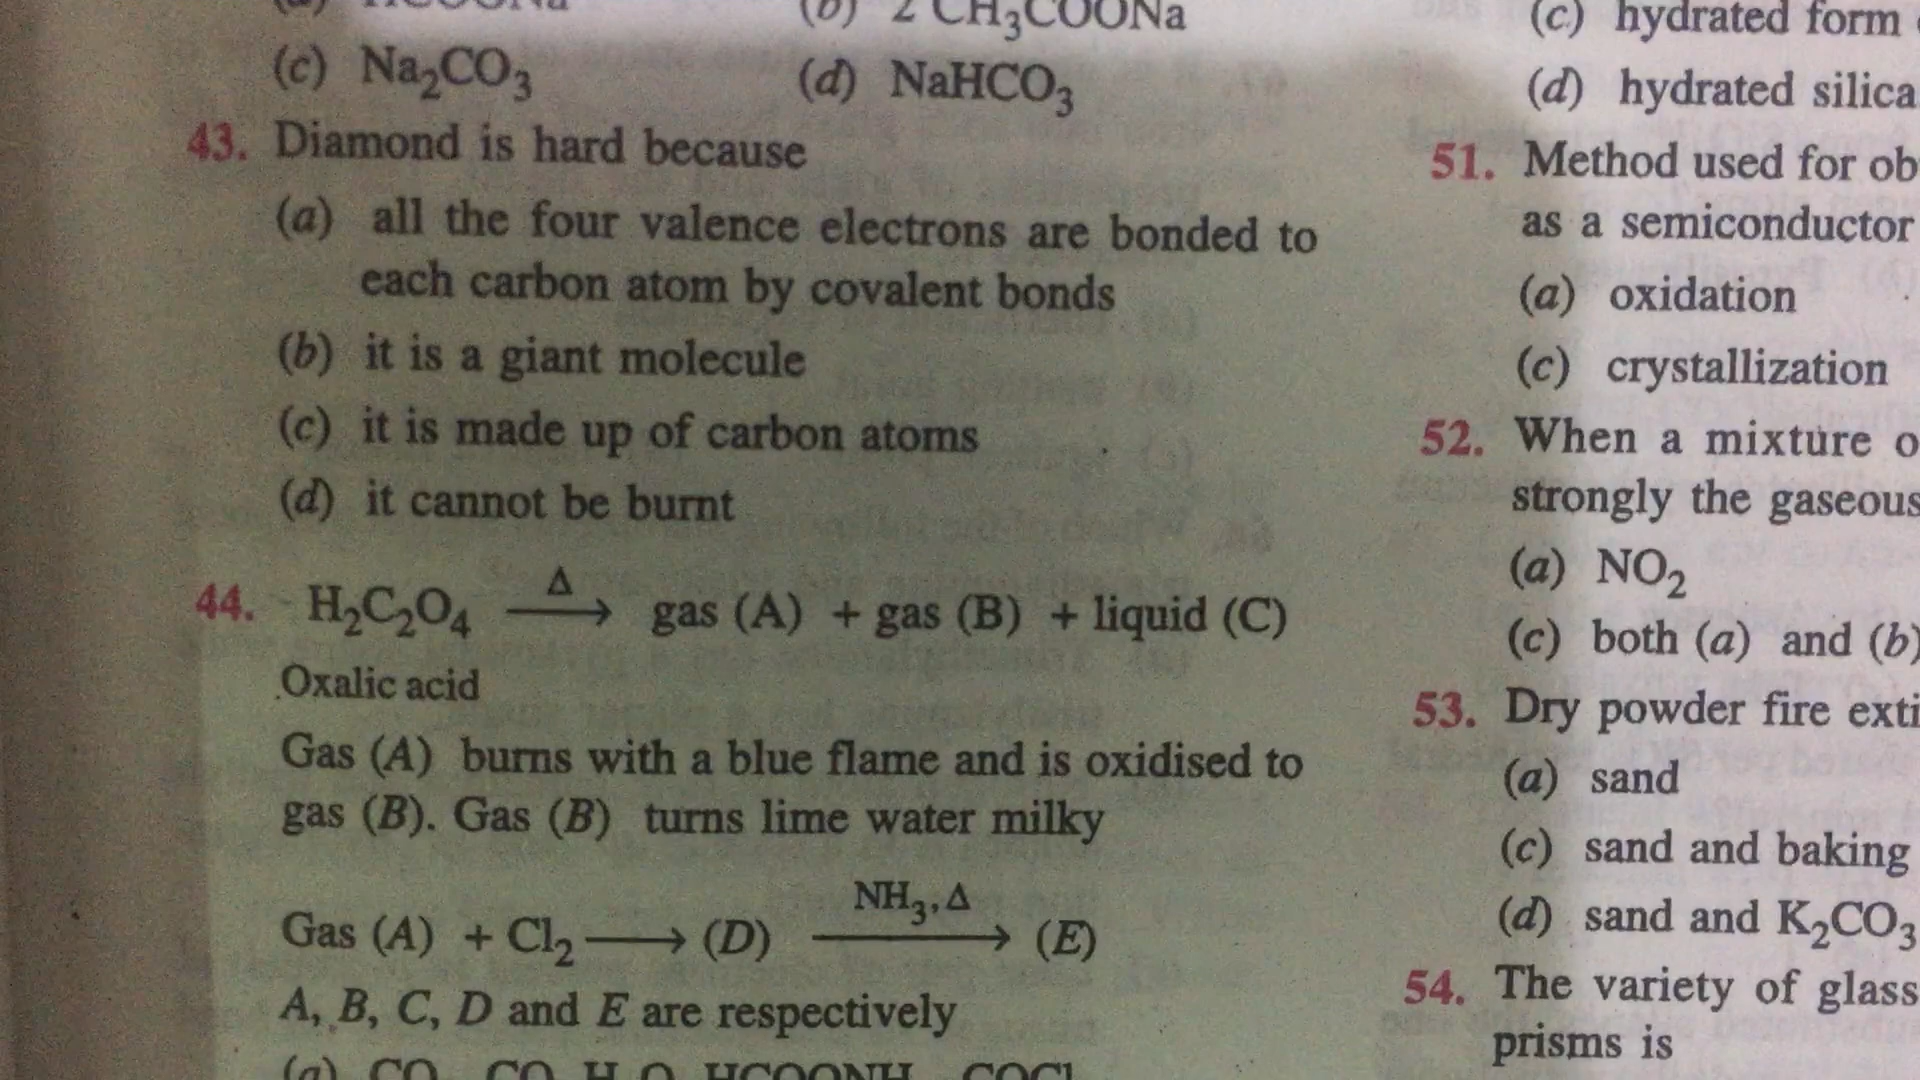 (b) 2 CH₃COONa
(c) Na₂CO₃ (d) NaHCO₃
43. Diamond is hard because
(a) all the four valence electrons are bonded to
each carbon atom by covalent bonds
(b) it is a giant molecule
(c) it is made up of carbon atoms
(d) it cannot be burnt
44. H₂C₂O₄ —Δ→ gas (A) + gas (B) + liquid (C)
Oxalic acid
Gas (A) burns with a blue flame and is oxidised to
gas (B). Gas (B) turns lime water milky
Gas (A) + Cl₂ ⟶ (D) —NH₃, Δ→ (E)
A, B, C, D and E are respectively
(c) hydrated form
(d) hydrated silica
51. Method used for ob
as a semiconductor
(a) oxidation
(c) crystallization
52. When a mixture o
strongly the gaseous
(a) NO₂
(c) both (a) and (b)
53. Dry powder fire exti
(a) sand
(c) sand and baking
(d) sand and K₂CO₃
54. The variety of glass
prisms is